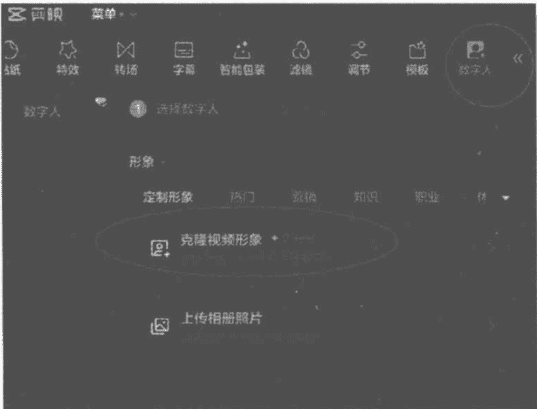 剪映 菜单
贴纸 特效 转场 字幕 智能包装 滤镜 调节 模板 数字人
数字人 1 选择数字人
形象
定制形象 热门 教培 知识 职业
克隆视频形象
上传相册照片